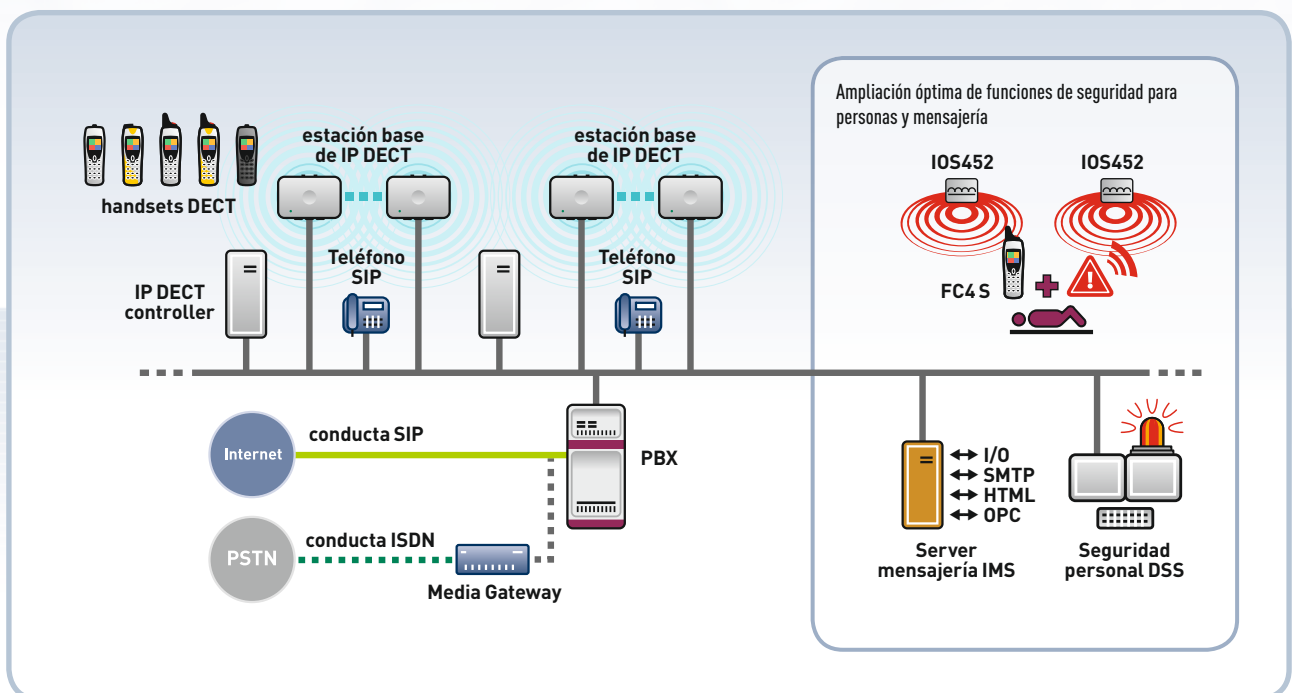 Ampliación óptima de funciones de seguridad para
personas y mensajería
estación base
de IP DECT
estación base
de IP DECT
handsets DECT
IOS452
IOS452
IP DECT
controller
Teléfono
SIP
Teléfono
SIP
FC4 S
Internet
conducta SIP
PBX
PSTN
conducta ISDN
Media Gateway
I/O
SMTP
HTML
OPC
Server
mensajería IMS
Seguridad
personal DSS